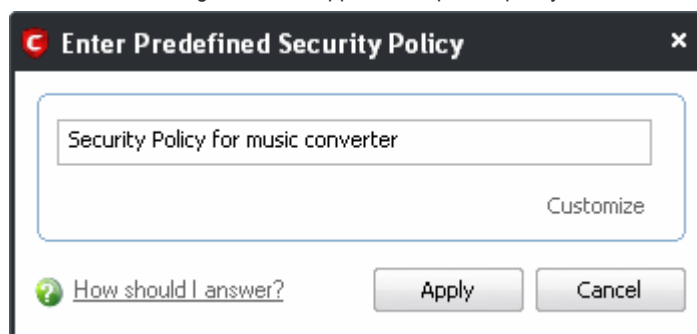 Enter Predefined Security Policy
Security Policy for music converter
Customize
How should I answer?
Apply
Cancel